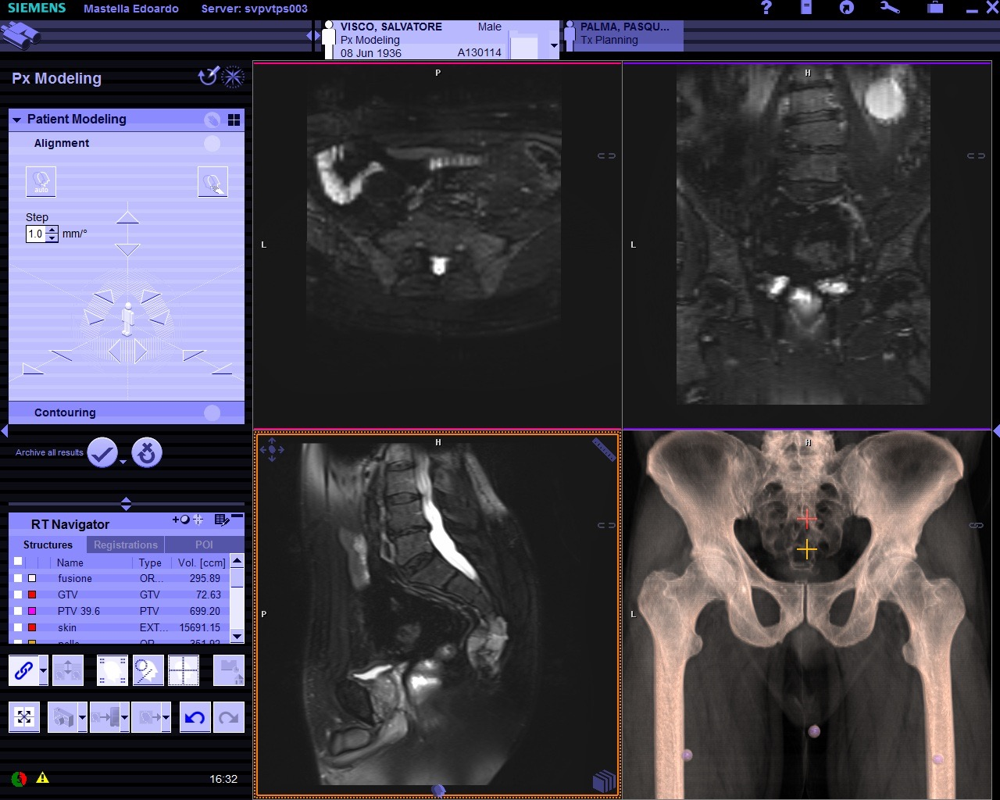 SIEMENS Mastella Edoardo Server: svpvtps003
VISCO, SALVATORE Male
Px Modeling
08 Jun 1936 A130114
PALMA, PASQU...
Tx Planning
Px Modeling
Patient Modeling
Alignment
auto
Step
1.0 mm/°
Contouring
Archive all results
RT Navigator
Structures Registrations POI
Name Type Vol. [ccm]
fusione OR... 295.89
GTV GTV 72.63
PTV 39.6 PTV 699.20
skin EXT... 15691.15
16:32
P
L
H
L
H
P
H
L